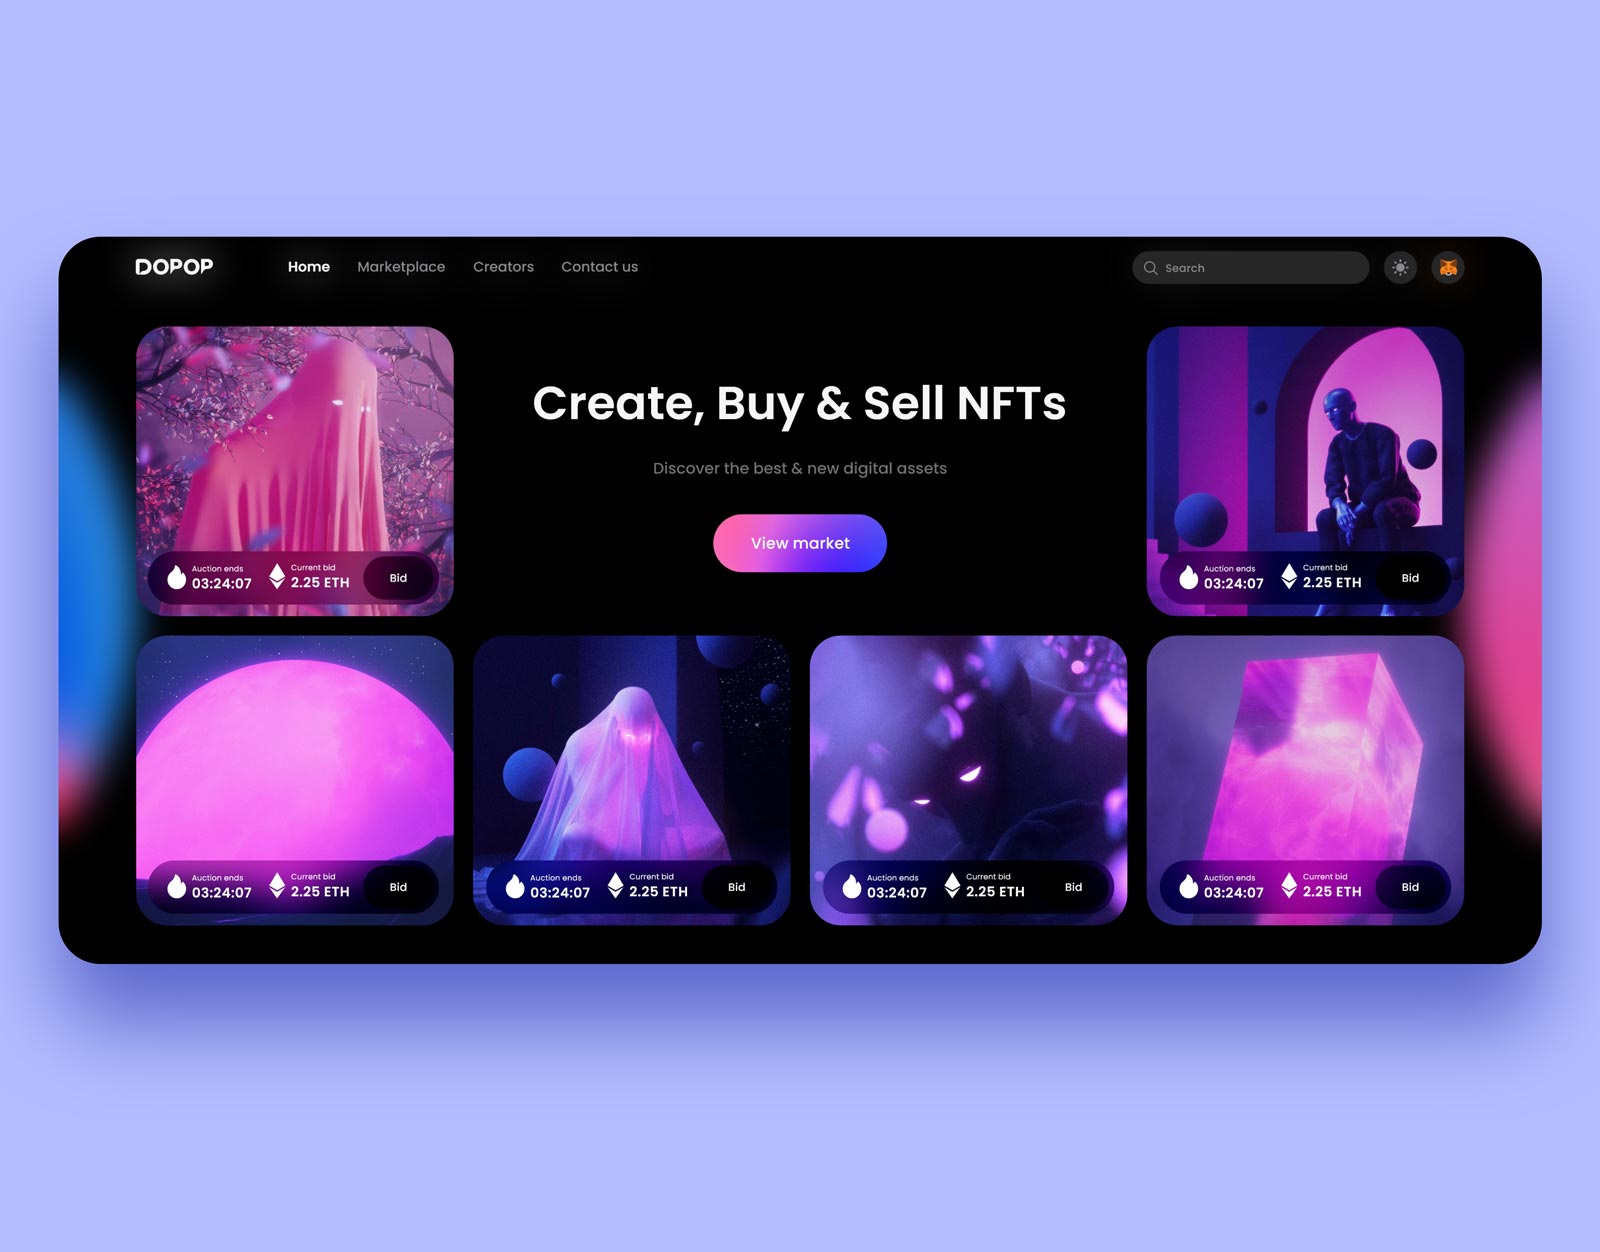 DOPOP
Home Marketplace Creators Contact us
Search
Create, Buy & Sell NFTs
Discover the best & new digital assets
View market
Auction ends Current bid
03:24:07 2.25 ETH Bid
Auction ends Current bid
03:24:07 2.25 ETH Bid
Auction ends Current bid
03:24:07 2.25 ETH Bid
Auction ends Current bid
03:24:07 2.25 ETH Bid
Auction ends Current bid
03:24:07 2.25 ETH Bid
Auction ends Current bid
03:24:07 2.25 ETH Bid